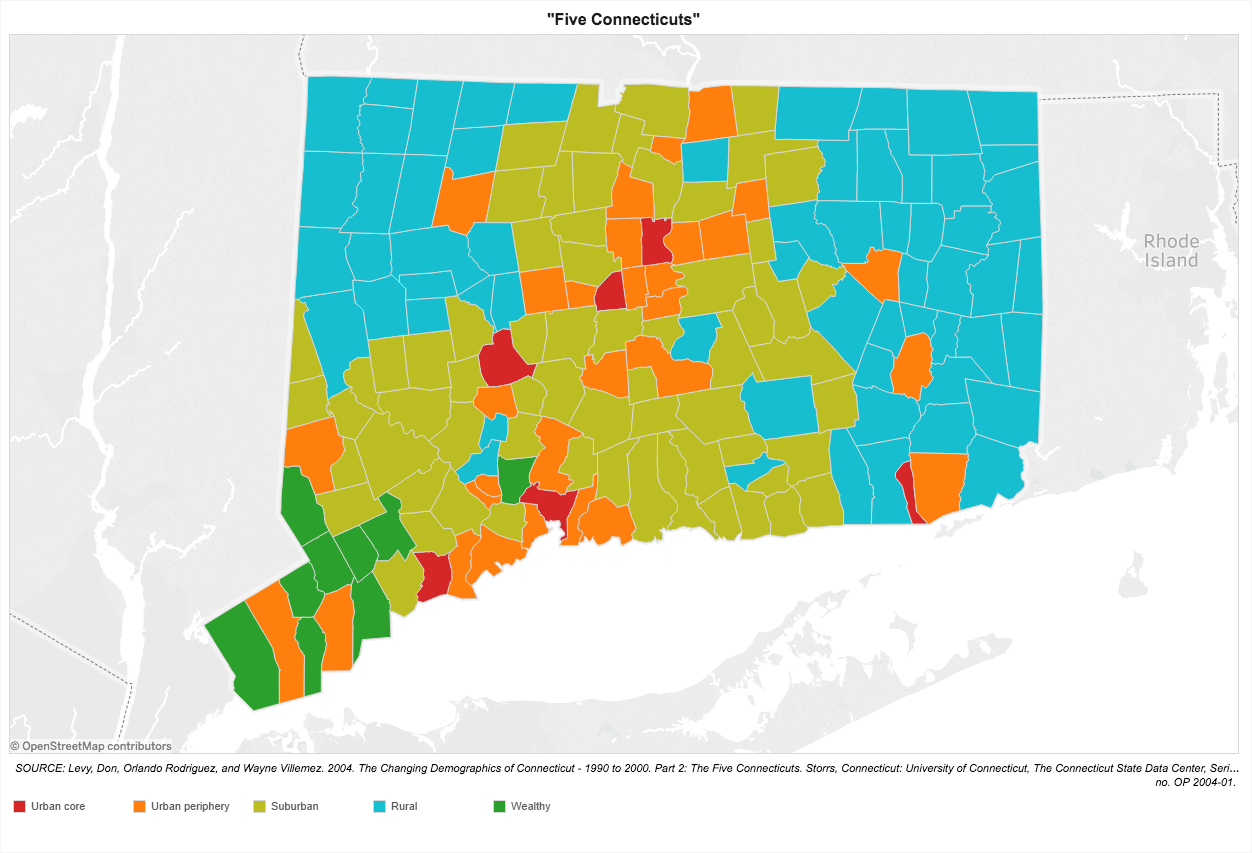 "Five Connecticuts"
Rhode
Island
© OpenStreetMap contributors
SOURCE: Levy, Don, Orlando Rodriguez, and Wayne Villemez. 2004. The Changing Demographics of Connecticut - 1990 to 2000. Part 2: The Five Connecticuts. Storrs, Connecticut: University of Connecticut, The Connecticut State Data Center, Seri...
no. OP 2004-01.
Urban core Urban periphery Suburban Rural Wealthy